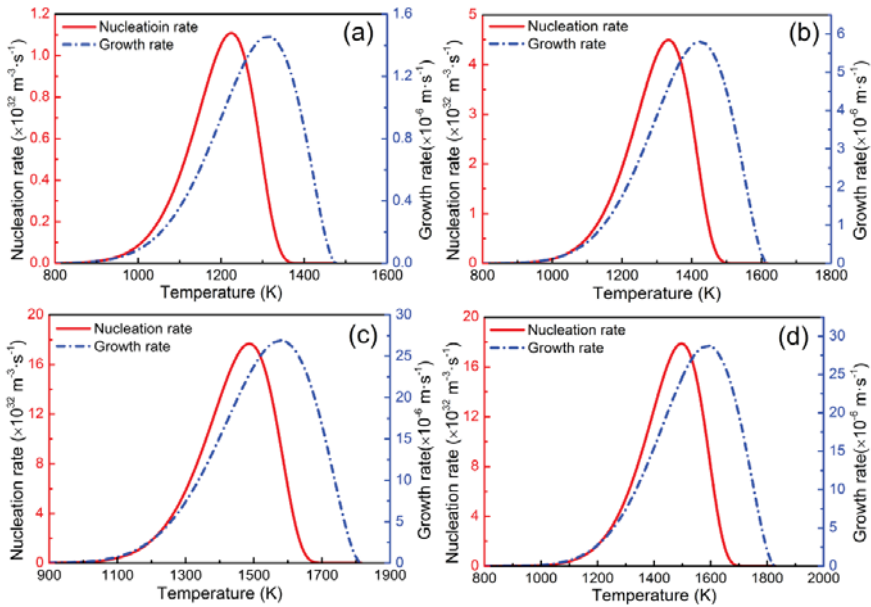 Nucleatioin rate
Growth rate
(a)
1.2
1.0
0.8
0.6
0.4
0.2
0.0
Nucleation rate (×10³² m⁻³·s⁻¹)
1.6
1.2
0.8
0.4
0.0
Growth rate(×10⁻⁶ m·s⁻¹)
800 1000 1200 1400 1600
Temperature (K)
Nucleation rate
Growth rate
(b)
5
4
3
2
1
0
Nucleation rate (×10³² m⁻³·s⁻¹)
6
5
4
3
2
1
0
Growth rate(×10⁻⁶ m·s⁻¹)
800 1000 1200 1400 1600 1800
Temperature (K)
Nucleation rate
Growth rate
(c)
20
16
12
8
4
0
Nucleation rate (×10³² m⁻³·s⁻¹)
30
25
20
15
10
5
0
Growth rate(×10⁻⁶ m·s⁻¹)
900 1100 1300 1500 1700 1900
Temperature (K)
Nucleation rate
Growth rate
(d)
20
16
12
8
4
0
Nucleation rate (×10³² m⁻³·s⁻¹)
30
25
20
15
10
5
0
Growth rate(×10⁻⁶ m·s⁻¹)
800 1000 1200 1400 1600 1800 2000
Temperature (K)